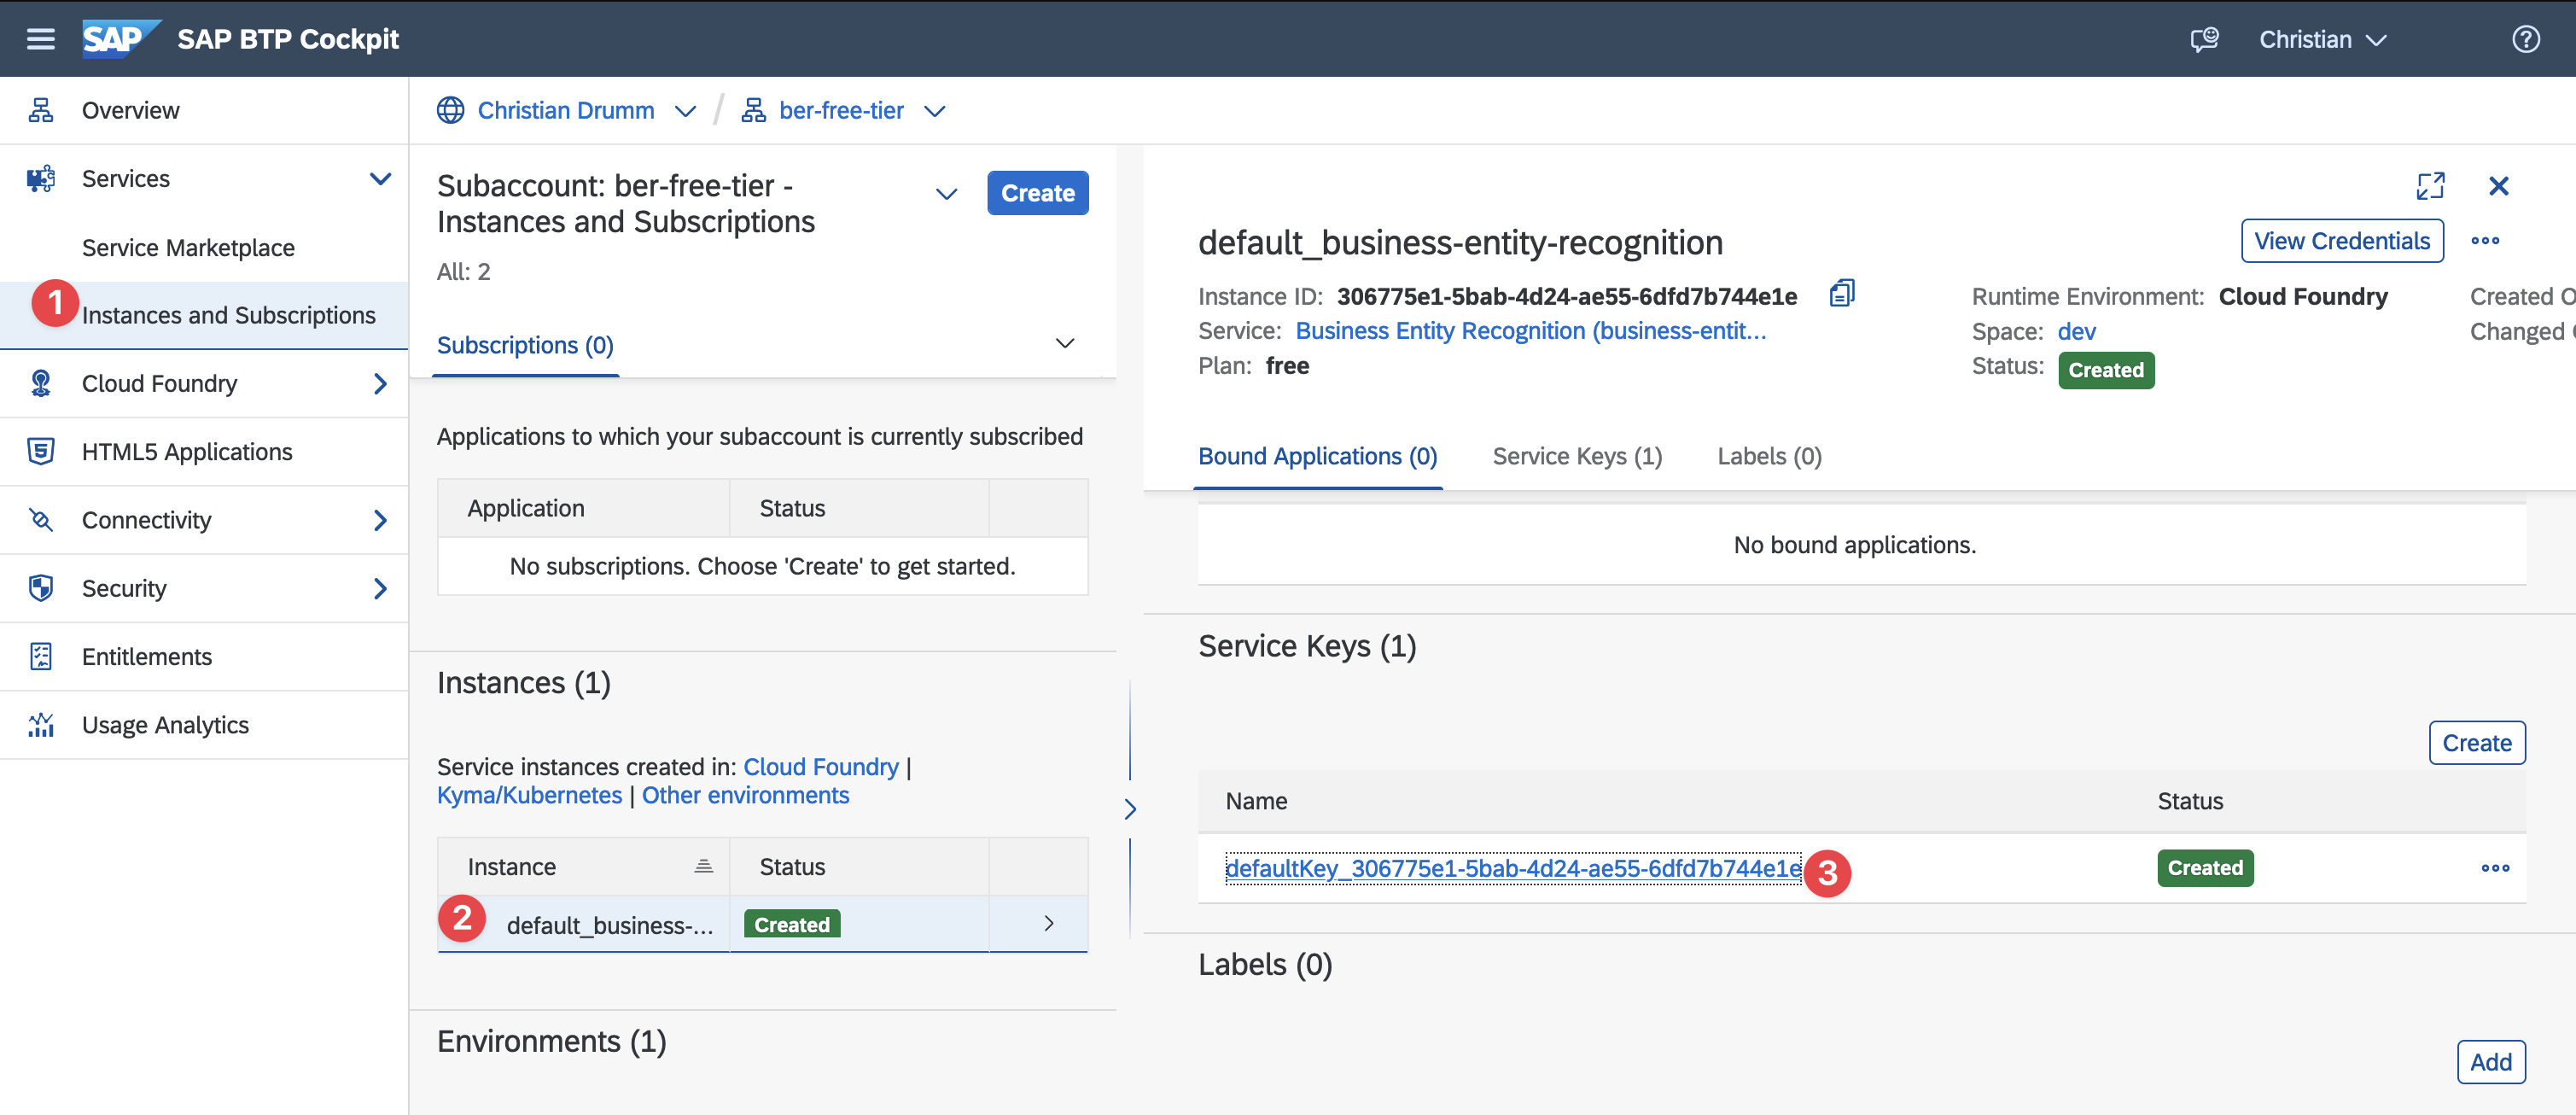 SAP SAP BTP Cockpit
Christian
Overview
Services
Service Marketplace
1
Instances and Subscriptions
Cloud Foundry
HTML5 Applications
Connectivity
Security
Entitlements
Usage Analytics
Christian Drumm / ber-free-tier
Subaccount: ber-free-tier -
Instances and Subscriptions
Create
All: 2
Subscriptions (0)
Applications to which your subaccount is currently subscribed
Application Status
No subscriptions. Choose 'Create' to get started.
Instances (1)
Service instances created in: Cloud Foundry |
Kyma/Kubernetes | Other environments
Instance Status
2 default_business-... Created
Environments (1)
default_business-entity-recognition
View Credentials
Instance ID: 306775e1-5bab-4d24-ae55-6dfd7b744e1e
Service: Business Entity Recognition (business-entit...
Plan: free
Runtime Environment: Cloud Foundry
Space: dev
Status: Created
Created O
Changed
Bound Applications (0) Service Keys (1) Labels (0)
No bound applications.
Service Keys (1)
Create
Name Status
defaultKey_306775e1-5bab-4d24-ae55-6dfd7b744e1e 3 Created
Labels (0)
Add